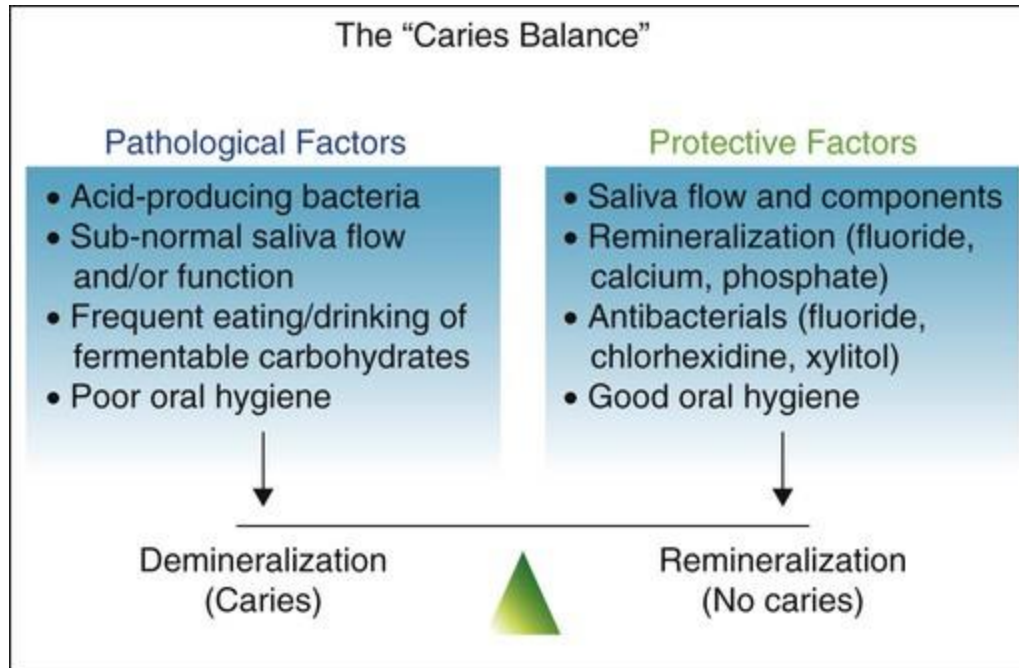 The “Caries Balance”
Pathological Factors
• Acid-producing bacteria
• Sub-normal saliva flow
and/or function
• Frequent eating/drinking of
fermentable carbohydrates
• Poor oral hygiene
Protective Factors
• Saliva flow and components
• Remineralization (fluoride,
calcium, phosphate)
• Antibacterials (fluoride,
chlorhexidine, xylitol)
• Good oral hygiene
Demineralization
(Caries)
Remineralization
(No caries)